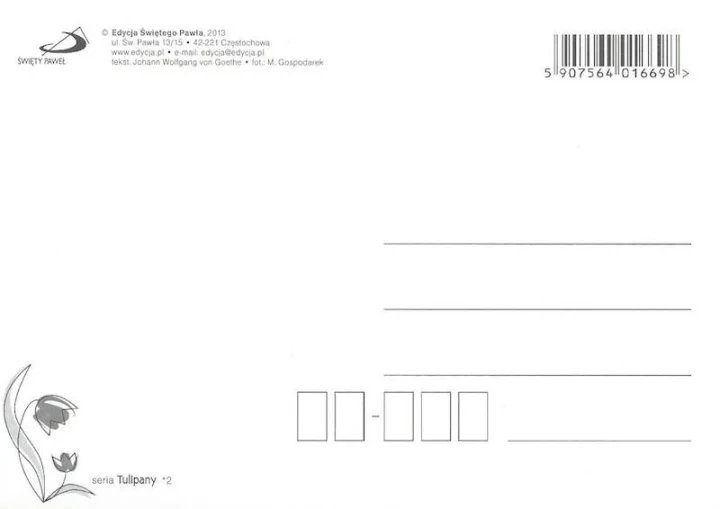 ŚWIĘTY PAWEŁ
© Edycja Świętego Pawła, 2013
ul. Św. Pawła 13/15 • 42-221 Częstochowa
www.edycja.pl • e-mail: edycja@edycja.pl
tekst: Johann Wolfgang von Goethe • fot.: M. Gospodarek
5 907564 016698 >
–
seria Tulipany *2